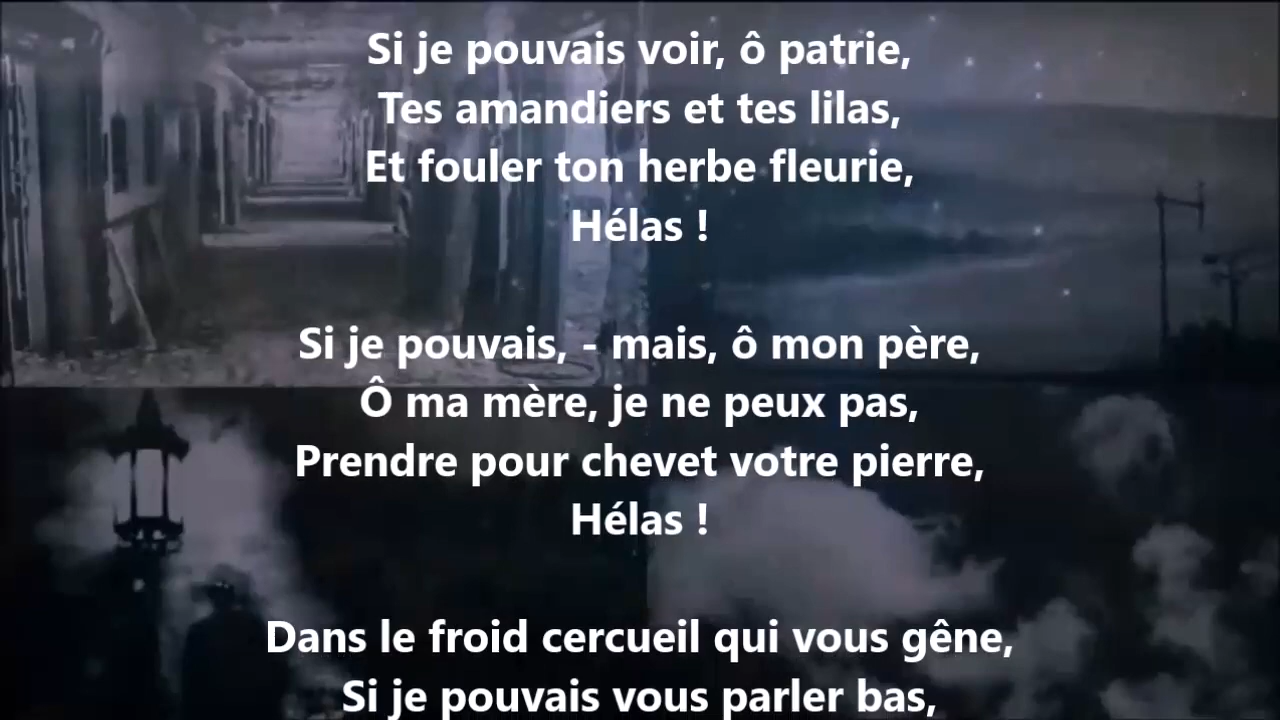 Si je pouvais voir, ô patrie,
Tes amandiers et tes lilas,
Et fouler ton herbe fleurie,
Hélas !
Si je pouvais, - mais, ô mon père,
Ô ma mère, je ne peux pas,
Prendre pour chevet votre pierre,
Hélas !
Dans le froid cercueil qui vous gêne,
Si je pouvais vous parler bas,